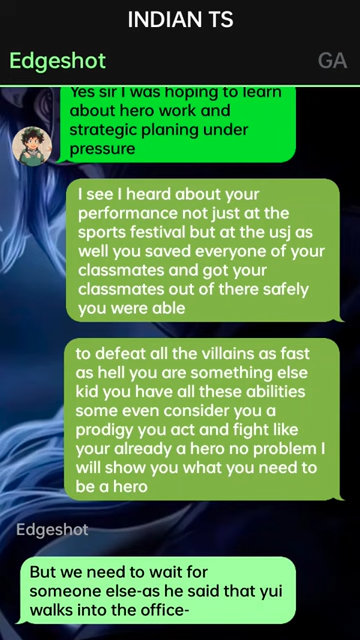 INDIAN TS
Edgeshot
GA
Yes sir I was hoping to learn
about hero work and
strategic planing under
pressure
I see I heard about your
performance not just at the
sports festival but at the usj as
well you saved everyone of your
classmates and got your
classmates out of there safely
you were able
to defeat all the villains as fast
as hell you are something else
kid you have all these abilities
some even consider you a
prodigy you act and fight like
your already a hero no problem I
will show you what you need to
be a hero
Edgeshot
But we need to wait for
someone else-as he said that yui
walks into the office-